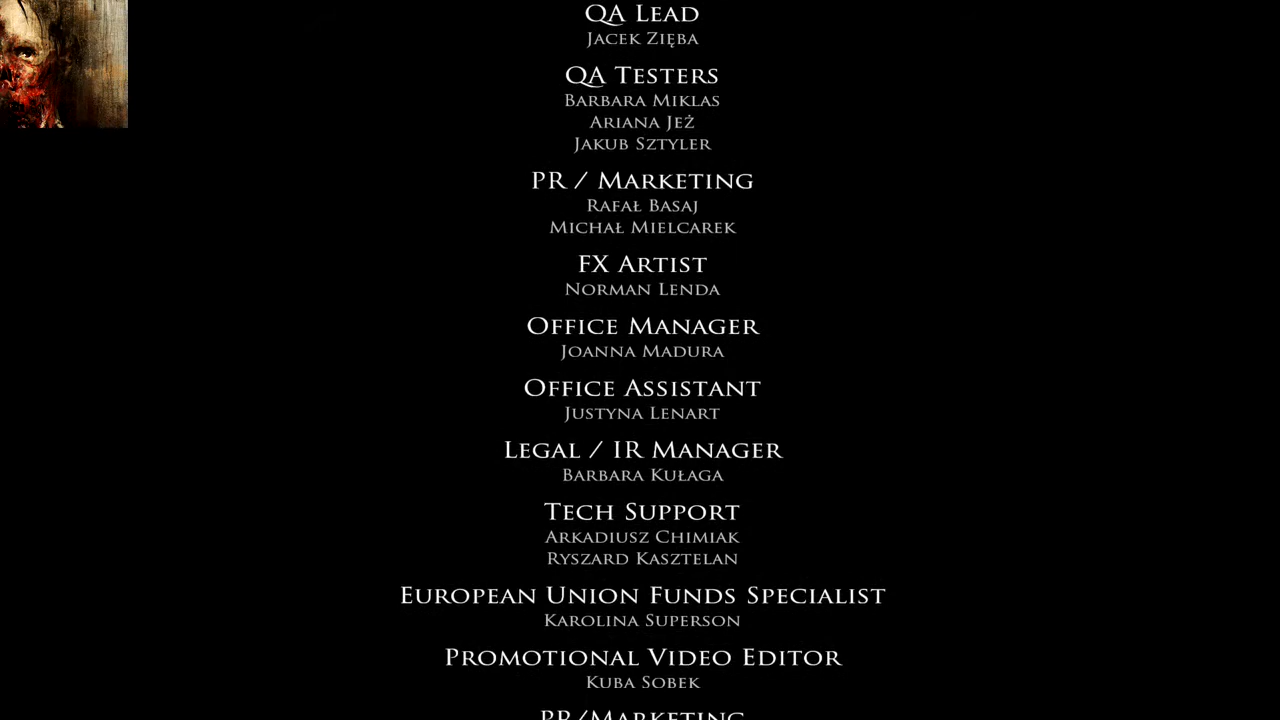 QA Lead
Jacek Zięba
QA Testers
Barbara Miklas
Ariana Jeż
Jakub Sztyler
PR / Marketing
Rafał Basaj
Michał Mielcarek
FX Artist
Norman Lenda
Office Manager
Joanna Madura
Office Assistant
Justyna Lenart
Legal / IR Manager
Barbara Kułaga
Tech Support
Arkadiusz Chimiak
Ryszard Kasztelan
European Union Funds Specialist
Karolina Superson
Promotional Video Editor
Kuba Sobek
PR/Marketing